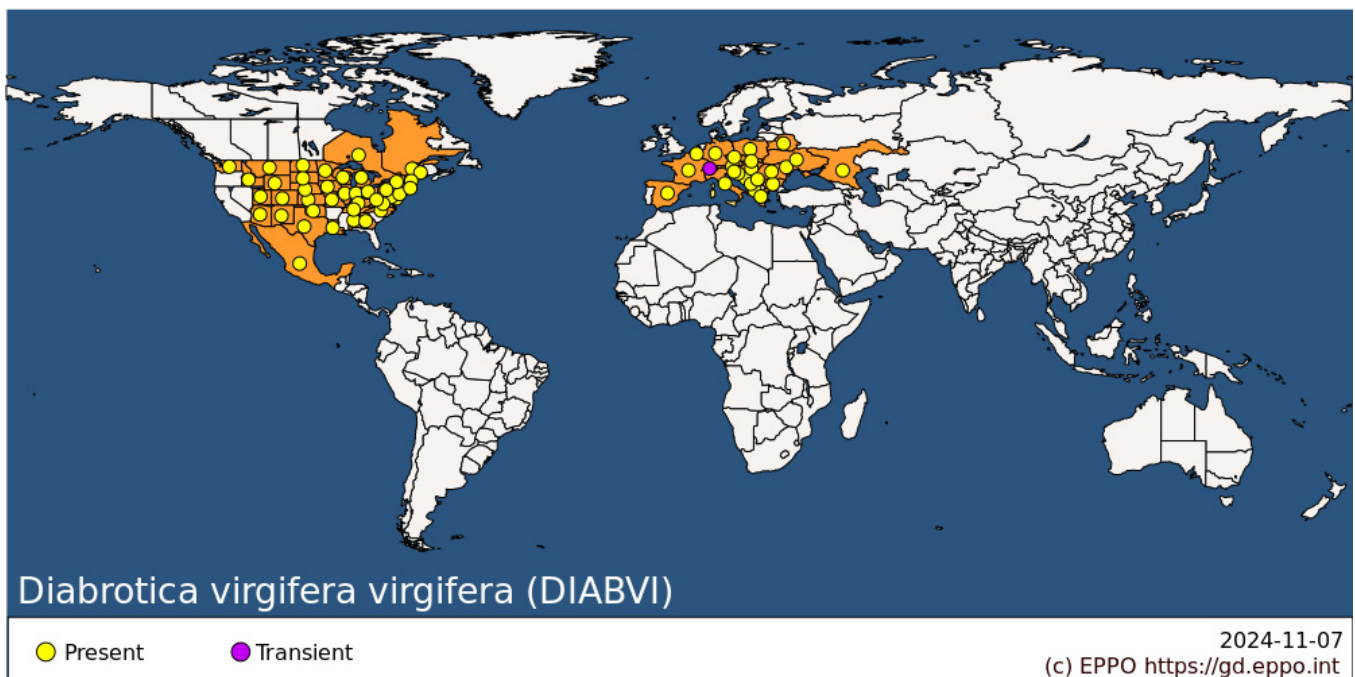 Diabrotica virgifera virgifera (DIABVI)
Present
Transient
2024-11-07
(c) EPPO https://gd.eppo.int